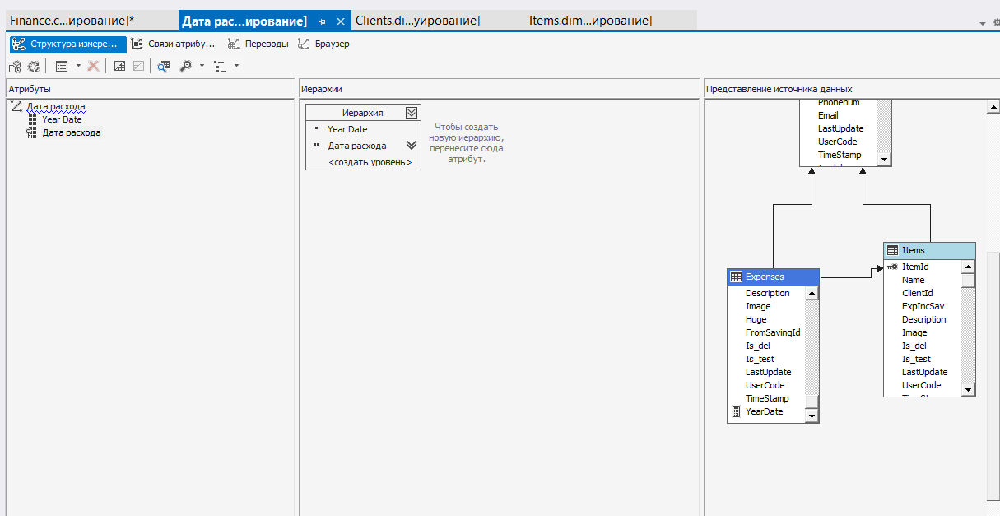 Finance.c...ирование]*
Дата рас...ирование]
Clients.di...уирование]
Items.dim...ирование]
Структура измере...
Связи атрибу...
Переводы
Браузер
Атрибуты
Дата расхода
Year Date
Дата расхода
Иерархии
Иерархия
Year Date
Дата расхода
<создать уровень>
Чтобы создать
новую иерархию,
перенесите сюда
атрибут.
Представление источника данных
Phonenum
Email
LastUpdate
UserCode
TimeStamp
Expenses
Description
Image
Huge
FromSavingId
Is_del
Is_test
LastUpdate
UserCode
TimeStamp
YearDate
Items
ItemId
Name
ClientId
ExpIncSav
Description
Image
Is_del
Is_test
LastUpdate
UserCode